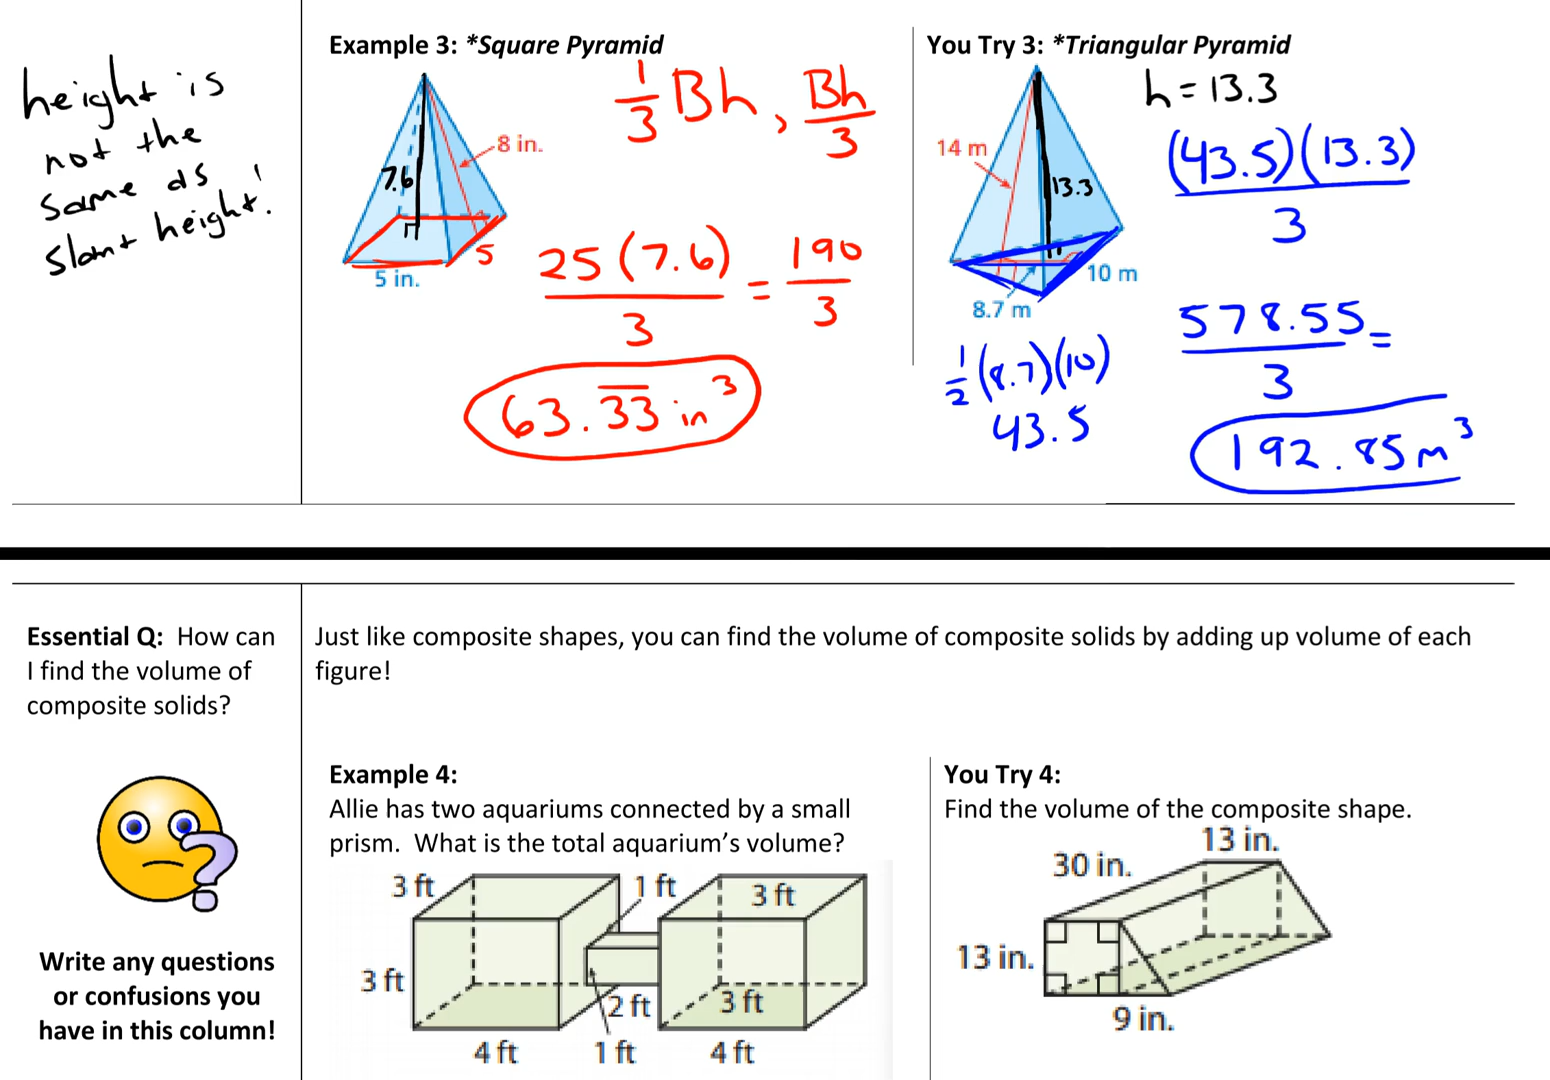 height is
not the
same as
slant height!
Example 3: *Square Pyramid
1/3 Bh, Bh/3
8 in.
7.6
5
5 in.
25(7.6)/3 = 190/3
63.3̅3̅ in³
You Try 3: *Triangular Pyramid
h = 13.3
14 m
13.3
10 m
8.7 m
(43.5)(13.3)/3
1/2(8.7)(10)
43.5
578.55/3 =
192.85 m³
Essential Q: How can
I find the volume of
composite solids?
Write any questions
or confusions you
have in this column!
Just like composite shapes, you can find the volume of composite solids by adding up volume of each
figure!
Example 4:
Allie has two aquariums connected by a small
prism. What is the total aquarium's volume?
3 ft
1 ft
3 ft
3 ft
2 ft
3 ft
4 ft
1 ft
4 ft
You Try 4:
Find the volume of the composite shape.
13 in.
30 in.
13 in.
9 in.